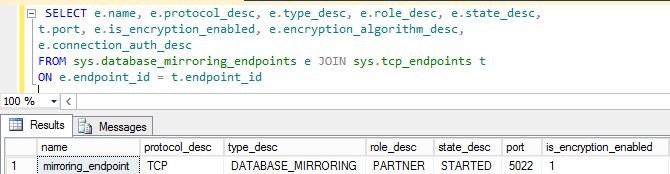 SELECT e.name, e.protocol_desc, e.type_desc, e.role_desc, e.state_desc,
t.port, e.is_encryption_enabled, e.encryption_algorithm_desc,
e.connection_auth_desc
FROM sys.database_mirroring_endpoints e JOIN sys.tcp_endpoints t
ON e.endpoint_id = t.endpoint_id
100 %
Results Messages
name protocol_desc type_desc role_desc state_desc port is_encryption_enabled
1 mirroring_endpoint TCP DATABASE_MIRRORING PARTNER STARTED 5022 1